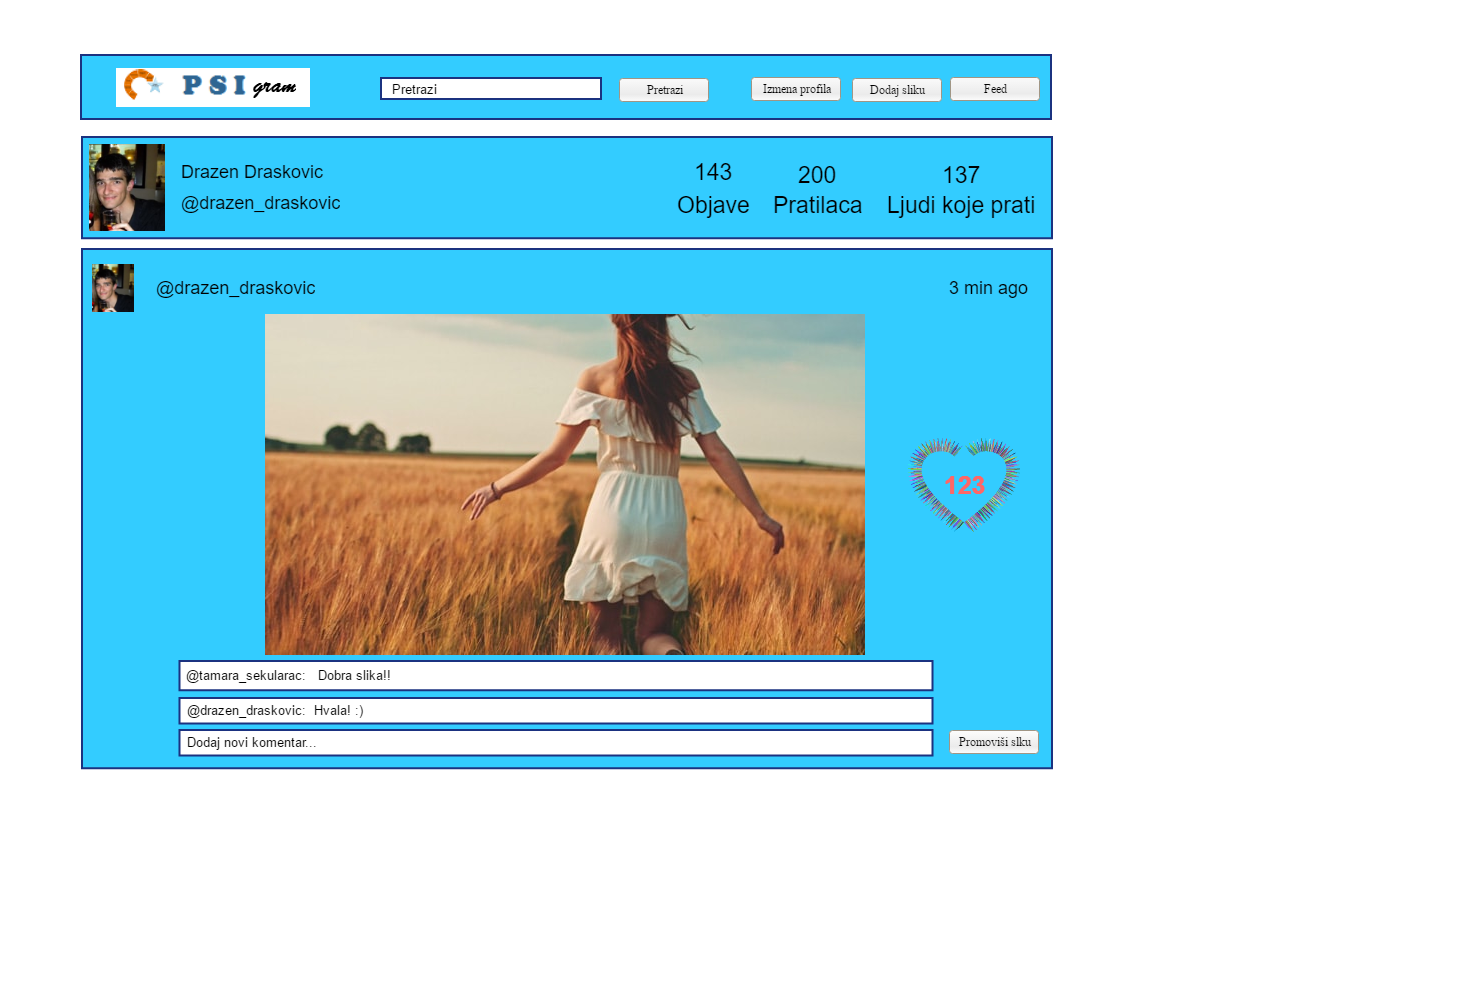 PSI gram
Pretrazi
Pretrazi
Izmena profila
Dodaj sliku
Feed
Drazen Draskovic
@drazen_draskovic
143
Objave
200
Pratilaca
137
Ljudi koje prati
@drazen_draskovic
3 min ago
123
@tamara_sekularac: Dobra slika!!
@drazen_draskovic: Hvala! :)
Dodaj novi komentar...
Promoviši slku